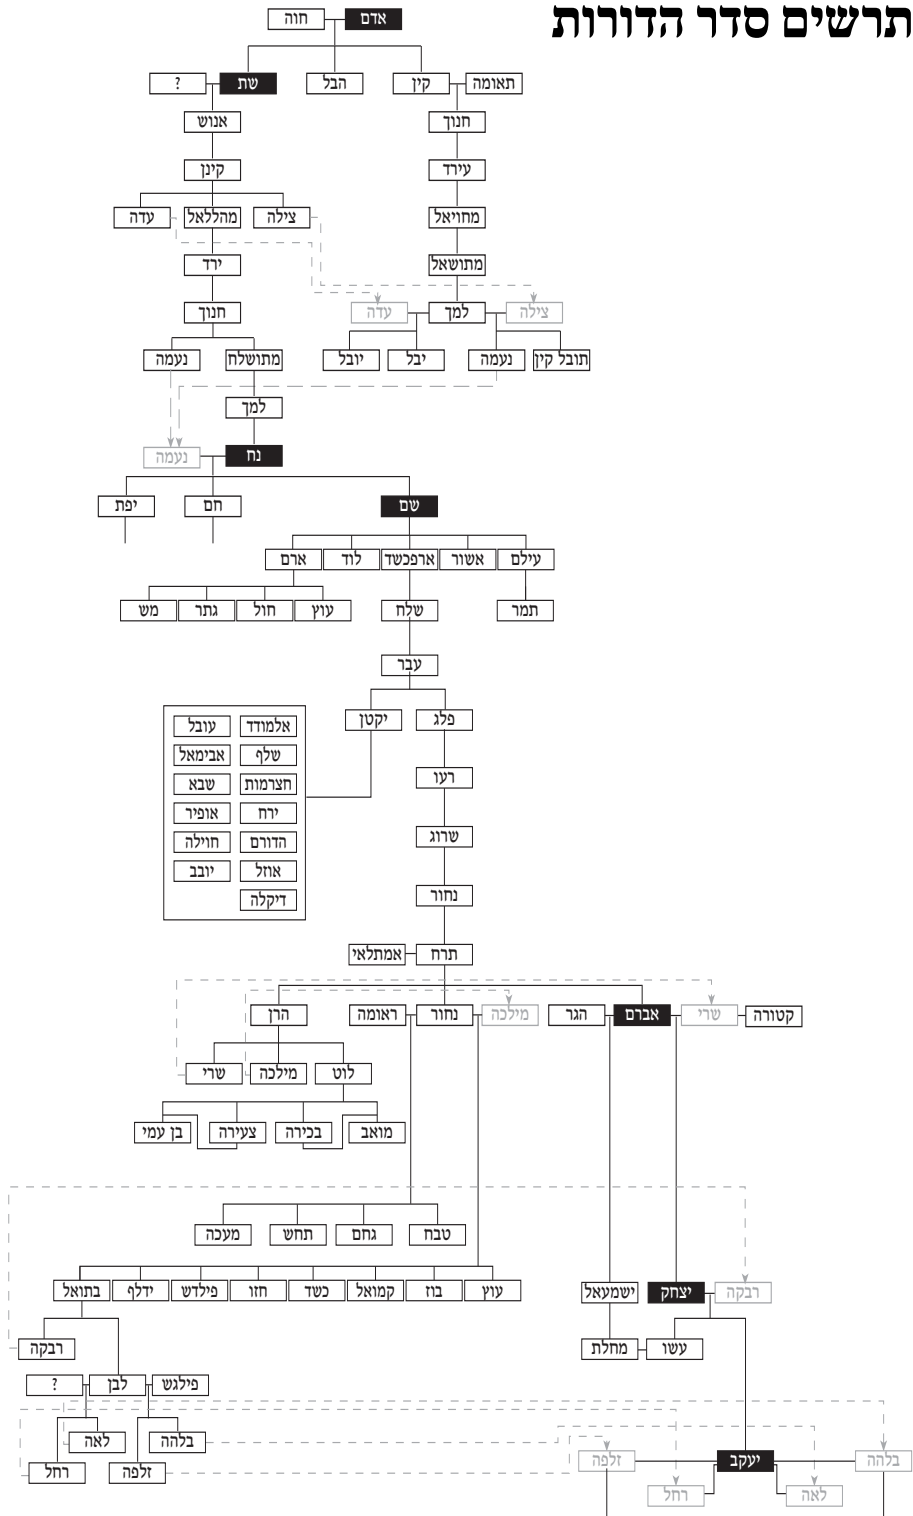 תרשים סדר הדורות
אדם חוה
תאומה קין הבל שת ?
חנוך אנוש
עירד קינן
מחויאל צילה מהללאל עדה
מתושאל ירד
צילה למך עדה חנוך
תובל קין נעמה יבל יובל מתושלח נעמה
למך
נח נעמה
שם חם יפת
עילם אשור ארפכשד לוד ארם
תמר שלח עוץ חול גתר מש
עבר
פלג יקטן
אלמודד עובל
שלף אבימאל
רעו
חצרמות שבא
ירח אופיר
שרוג
הדורם חוילה
אוזל יובב
נחור
דיקלה
תרח אמתלאי
קטורה שרי אברם הגר מילכה נחור ראומה הרן
לוט מילכה שרי
מואב בכירה צעירה בן עמי
טבח גחם תחש מעכה
רבקה יצחק ישמעאל עוץ בוז קמואל כשד חזו פילדש ידלף בתואל
עשו מחלת רבקה
פילגש לבן ?
בלהה לאה
בלהה יעקב זלפה זלפה רחל
לאה רחל